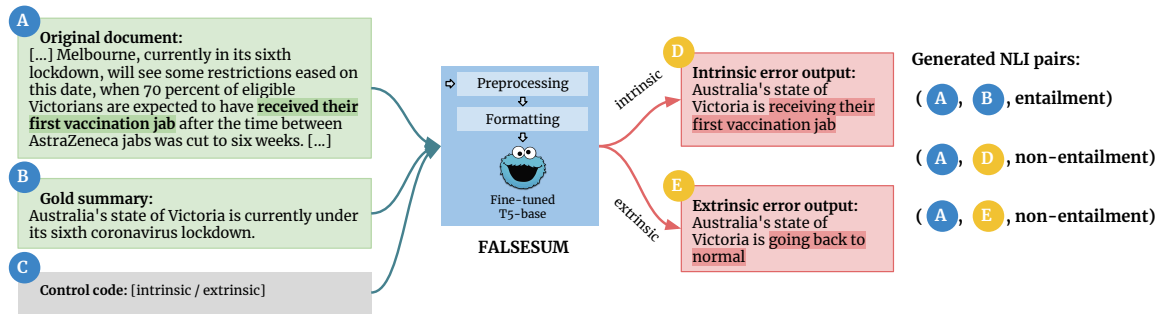 A
Original document:
[...] Melbourne, currently in its sixth
lockdown, will see some restrictions eased on
this date, when 70 percent of eligible
Victorians are expected to have received their
first vaccination jab after the time between
AstraZeneca jabs was cut to six weeks. [...]
B
Gold summary:
Australia's state of Victoria is currently under
its sixth coronavirus lockdown.
C
Control code: [intrinsic / extrinsic]
Preprocessing
Formatting
Fine-tuned
T5-base
FALSESUM
intrinsic
extrinsic
D
Intrinsic error output:
Australia's state of
Victoria is receiving their
first vaccination jab
E
Extrinsic error output:
Australia's state of
Victoria is going back to
normal
Generated NLI pairs:
( A , B , entailment)
( A , D , non-entailment)
( A , E , non-entailment)